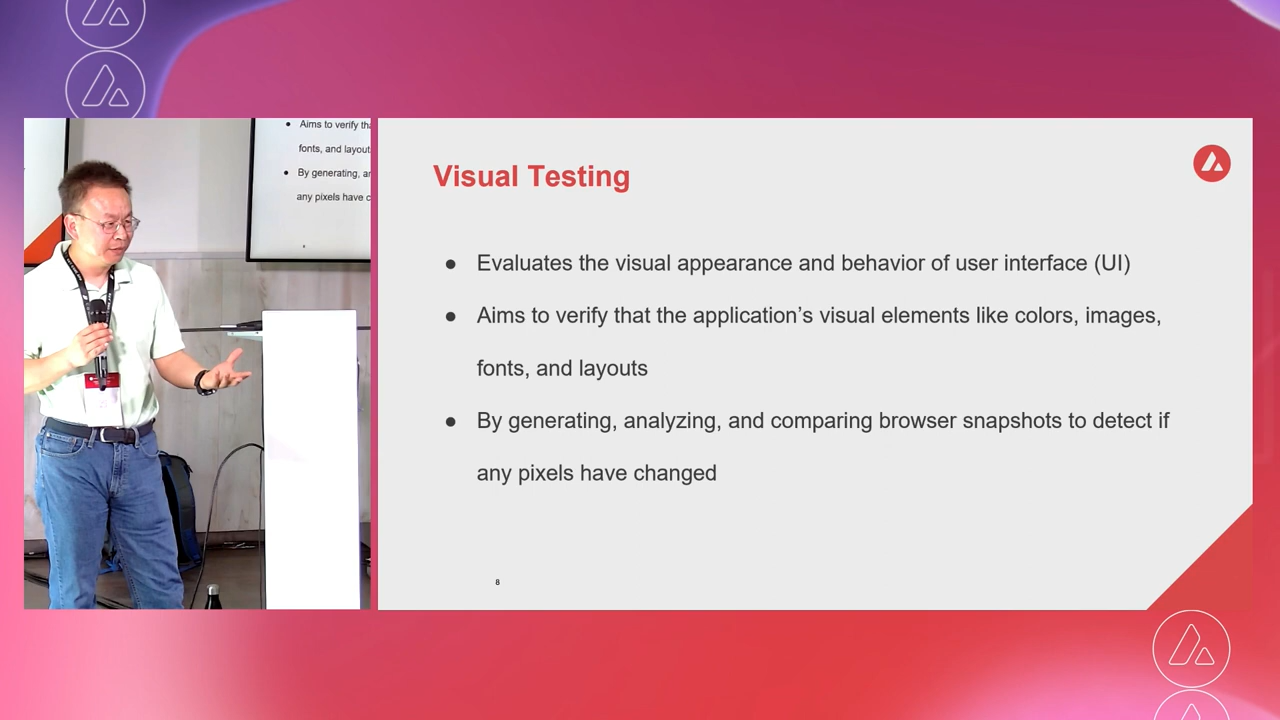 Aims to verify tha
fonts, and layout
By generating, an
any pixels have c
Visual Testing
● Evaluates the visual appearance and behavior of user interface (UI)
● Aims to verify that the application’s visual elements like colors, images,
fonts, and layouts
● By generating, analyzing, and comparing browser snapshots to detect if
any pixels have changed
8